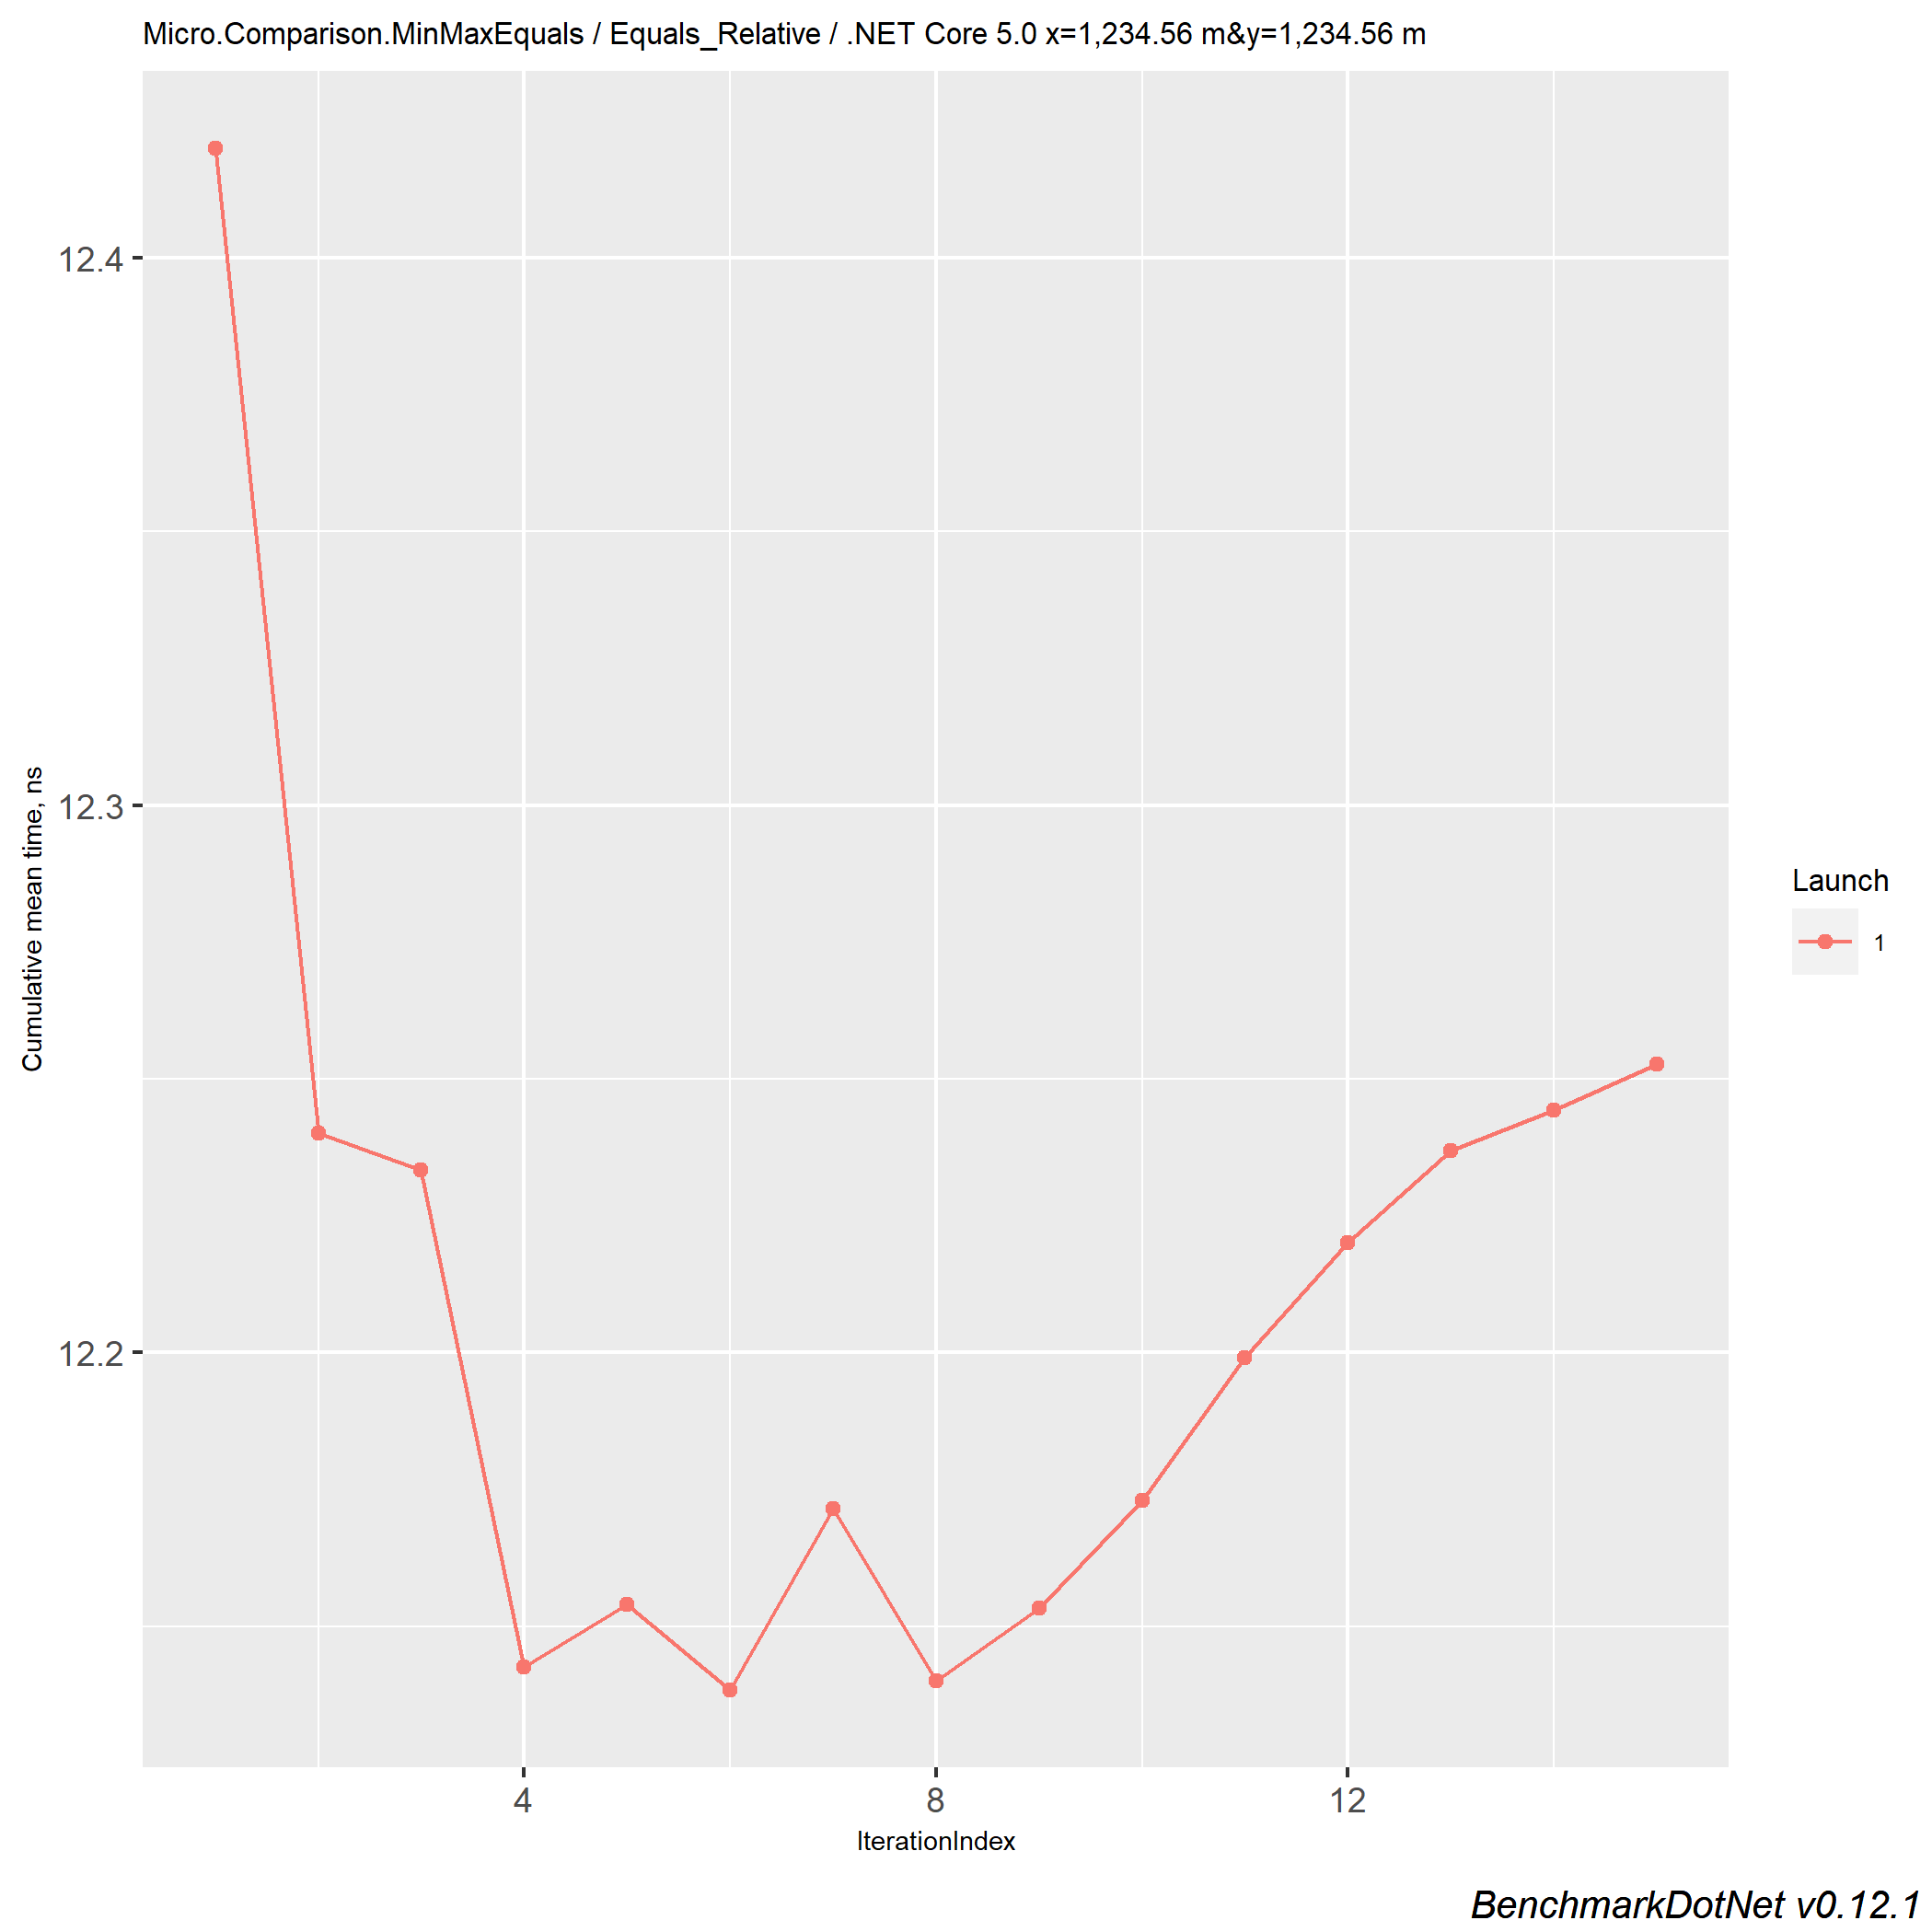 Micro.Comparison.MinMaxEquals / Equals_Relative / .NET Core 5.0 x=1,234.56 m&y=1,234.56 m
Cumulative mean time, ns
12.4
12.3
12.2
4
8
12
IterationIndex
Launch
1
BenchmarkDotNet v0.12.1